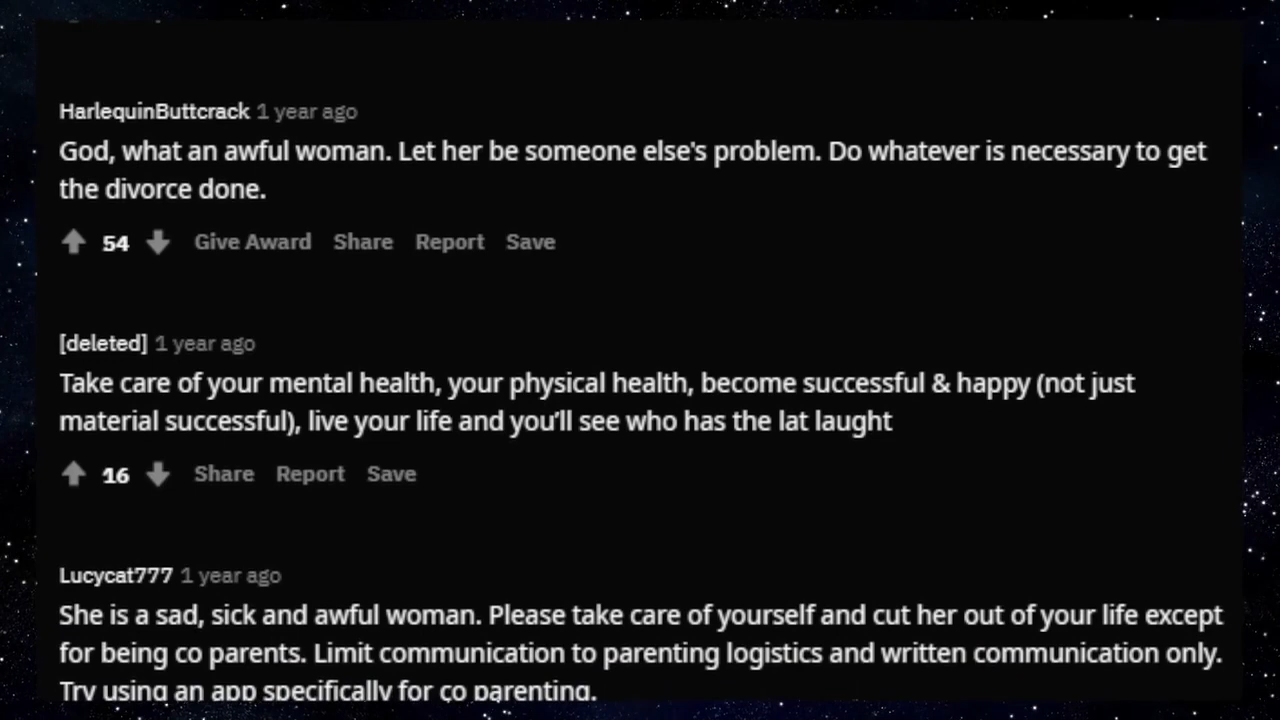 HarlequinButtcrack 1 year ago
God, what an awful woman. Let her be someone else's problem. Do whatever is necessary to get
the divorce done.
54 Give Award Share Report Save
[deleted] 1 year ago
Take care of your mental health, your physical health, become successful & happy (not just
material successful), live your life and you'll see who has the lat laught
16 Share Report Save
Lucycat777 1 year ago
She is a sad, sick and awful woman. Please take care of yourself and cut her out of your life except
for being co parents. Limit communication to parenting logistics and written communication only.
Try using an app specifically for co parenting.